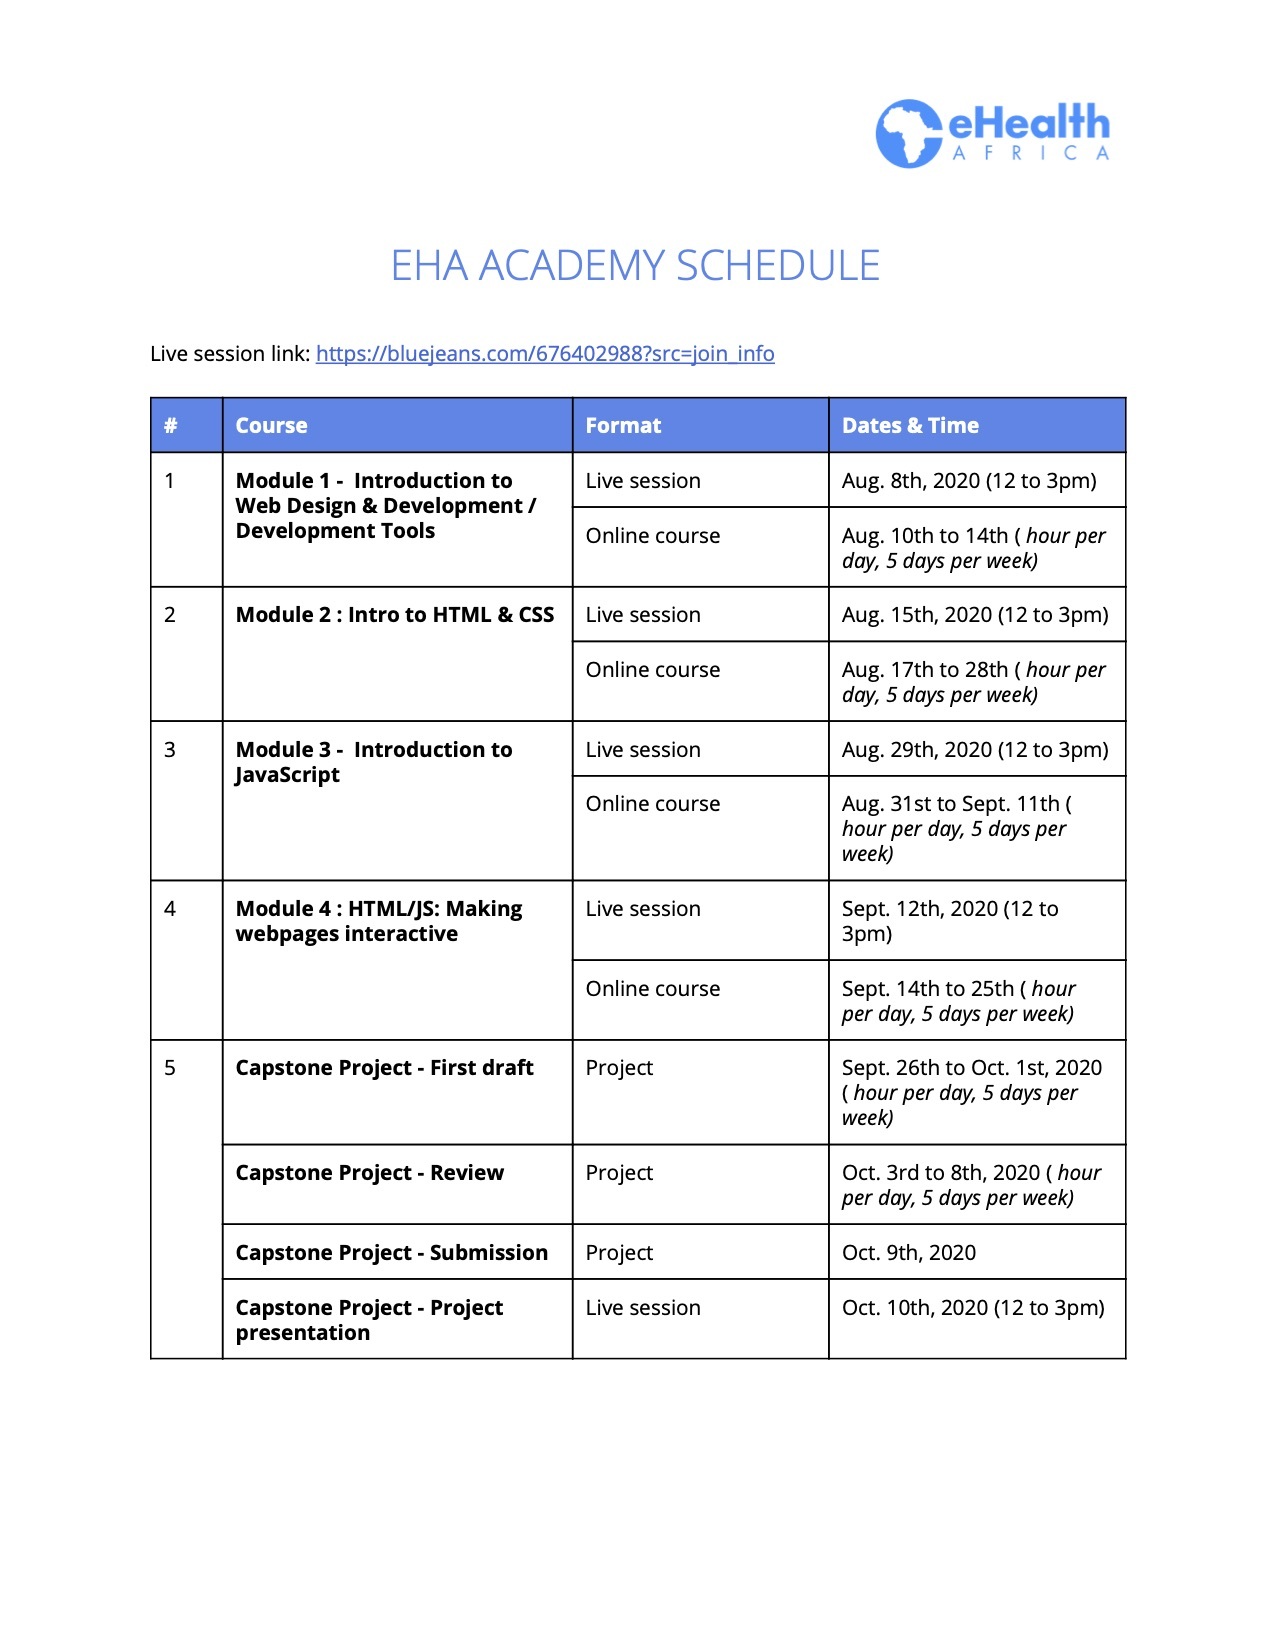 eHealth
AFRICA
EHA ACADEMY SCHEDULE
Live session link: https://bluejeans.com/676402988?src=join_info
# Course Format Dates & Time
1 Module 1 -  Introduction to Live session Aug. 8th, 2020 (12 to 3pm)
Web Design & Development /
Development Tools
Online course Aug. 10th to 14th ( hour per
day, 5 days per week)
2 Module 2 : Intro to HTML & CSS Live session Aug. 15th, 2020 (12 to 3pm)
Online course Aug. 17th to 28th ( hour per
day, 5 days per week)
3 Module 3 -  Introduction to Live session Aug. 29th, 2020 (12 to 3pm)
JavaScript
Online course Aug. 31st to Sept. 11th (
hour per day, 5 days per
week)
4 Module 4 : HTML/JS: Making Live session Sept. 12th, 2020 (12 to
webpages interactive 3pm)
Online course Sept. 14th to 25th ( hour
per day, 5 days per week)
5 Capstone Project - First draft Project Sept. 26th to Oct. 1st, 2020
( hour per day, 5 days per
week)
Capstone Project - Review Project Oct. 3rd to 8th, 2020 ( hour
per day, 5 days per week)
Capstone Project - Submission Project Oct. 9th, 2020
Capstone Project - Project Live session Oct. 10th, 2020 (12 to 3pm)
presentation